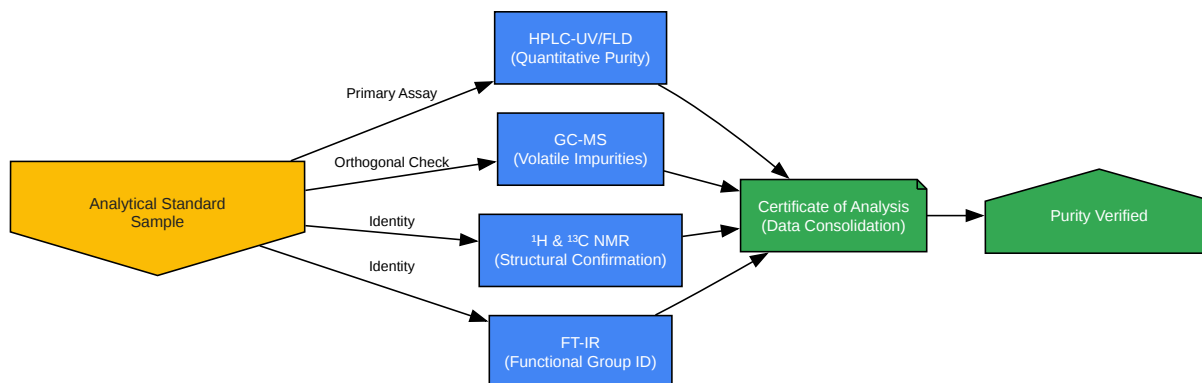 HPLC-UV/FLD
(Quantitative Purity)
Primary Assay
GC-MS
(Volatile Impurities)
Orthogonal Check
Analytical Standard
Sample
Identity
¹H & ¹³C NMR
(Structural Confirmation)
Identity
FT-IR
(Functional Group ID)
Certificate of Analysis
(Data Consolidation)
Purity Verified